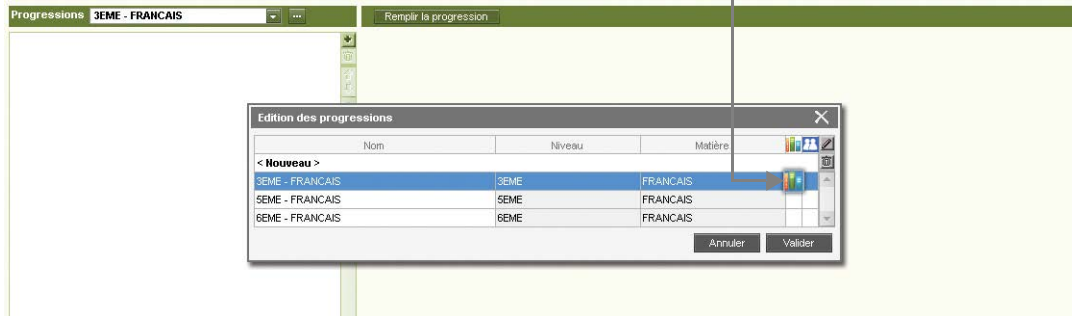 Progressions 3EME - FRANCAIS ... Remplir la progression
Edition des progressions
Nom Niveau Matière
< Nouveau >
3EME - FRANCAIS 3EME FRANCAIS
5EME - FRANCAIS 5EME FRANCAIS
6EME - FRANCAIS 6EME FRANCAIS
Annuler Valider